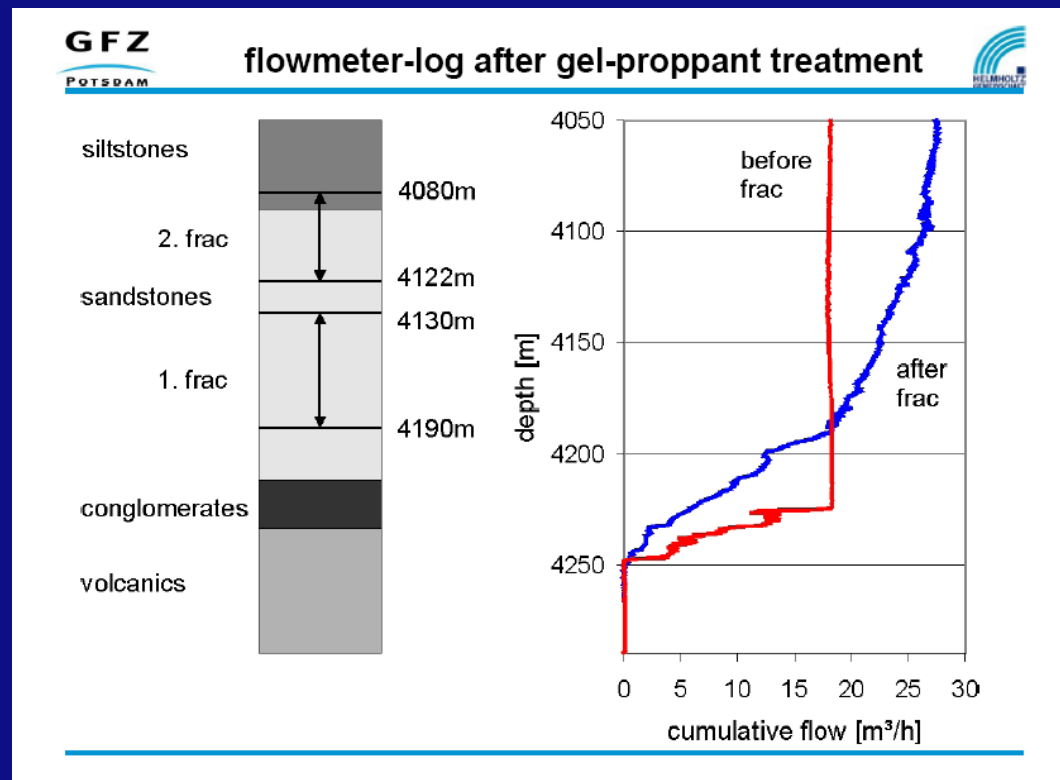 GFZ
POTSDAM
flowmeter-log after gel-proppant treatment
HELMHOLTZ
GEMEINSCHAFT
siltstones
4080m
2. frac
4122m
sandstones
4130m
1. frac
4190m
conglomerates
volcanics
depth [m]
4050
4100
4150
4200
4250
before
frac
after
frac
0 5 10 15 20 25 30
cumulative flow [m³/h]